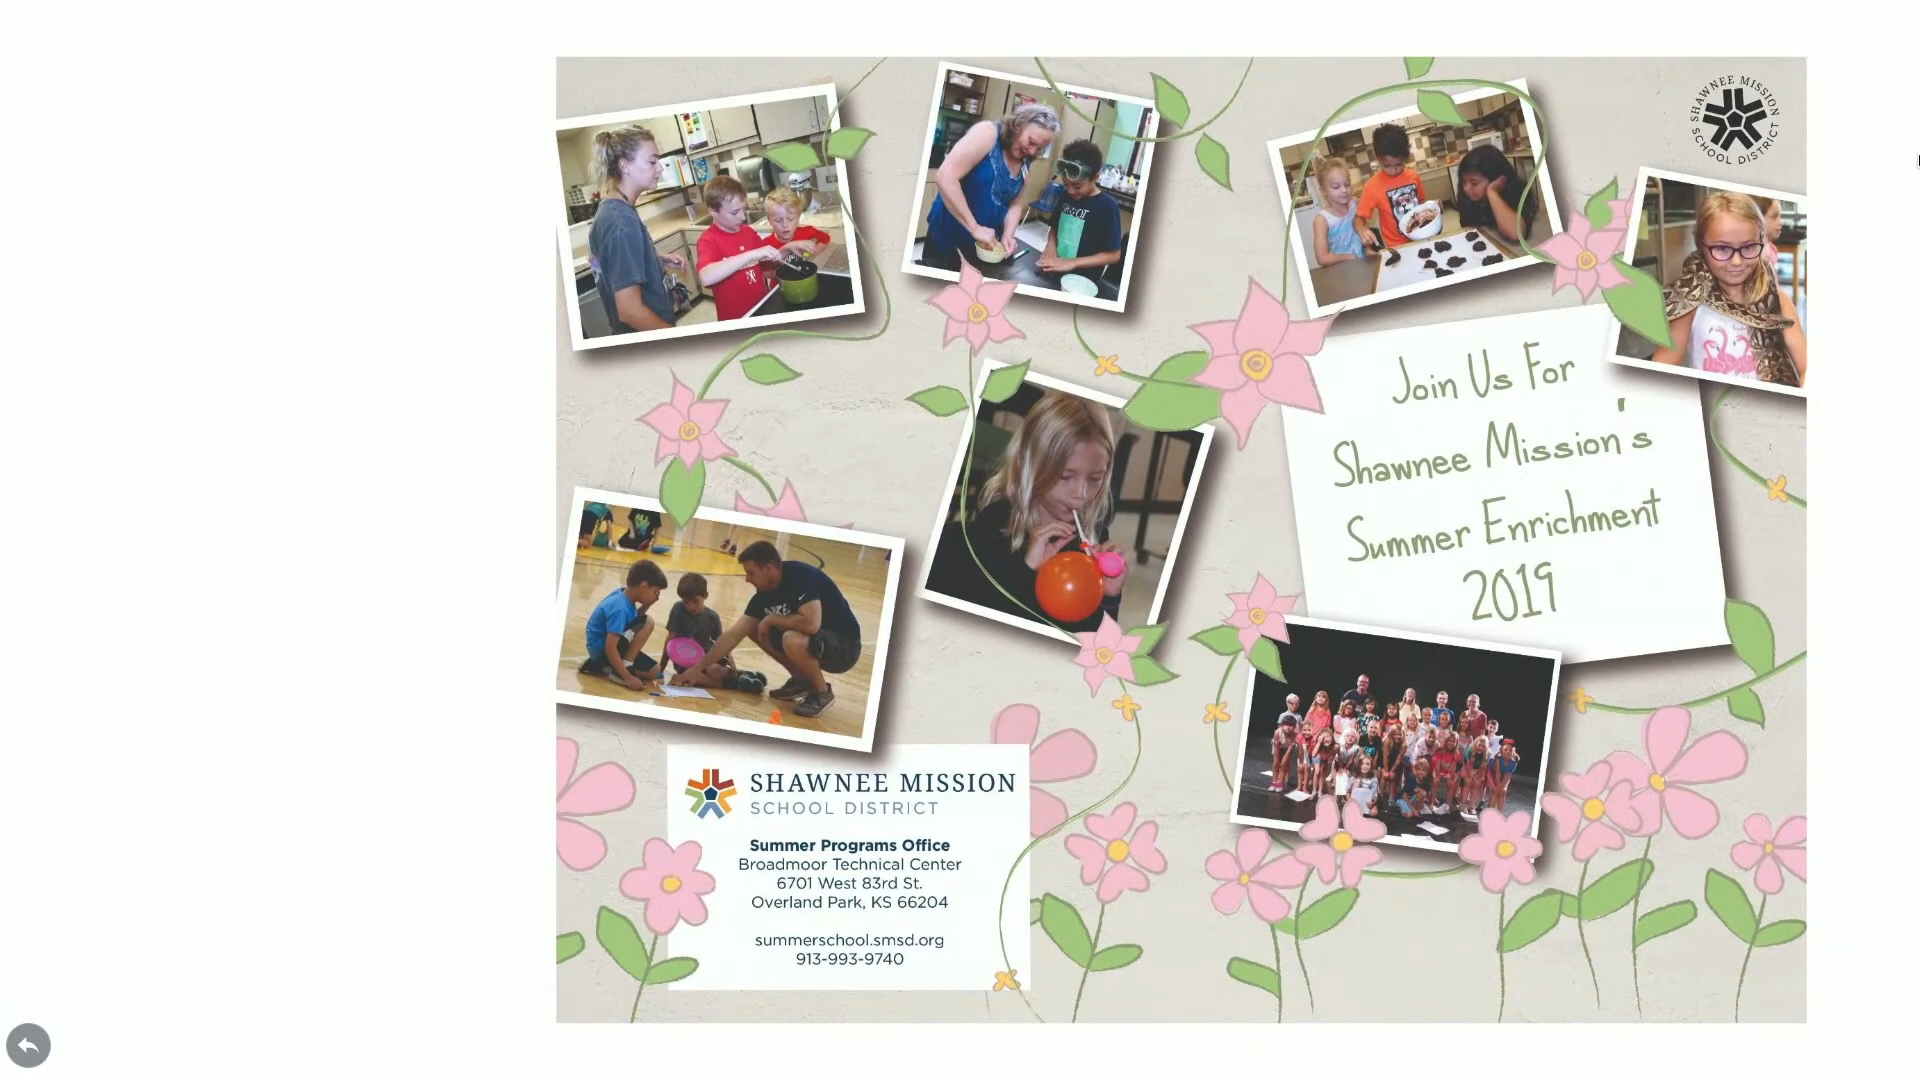 SHAWNEE MISSION
SCHOOL DISTRICT
Join Us For
Shawnee Mission's
Summer Enrichment
2019
SHAWNEE MISSION
SCHOOL DISTRICT
Summer Programs Office
Broadmoor Technical Center
6701 West 83rd St.
Overland Park, KS 66204
summerschool.smsd.org
913-993-9740